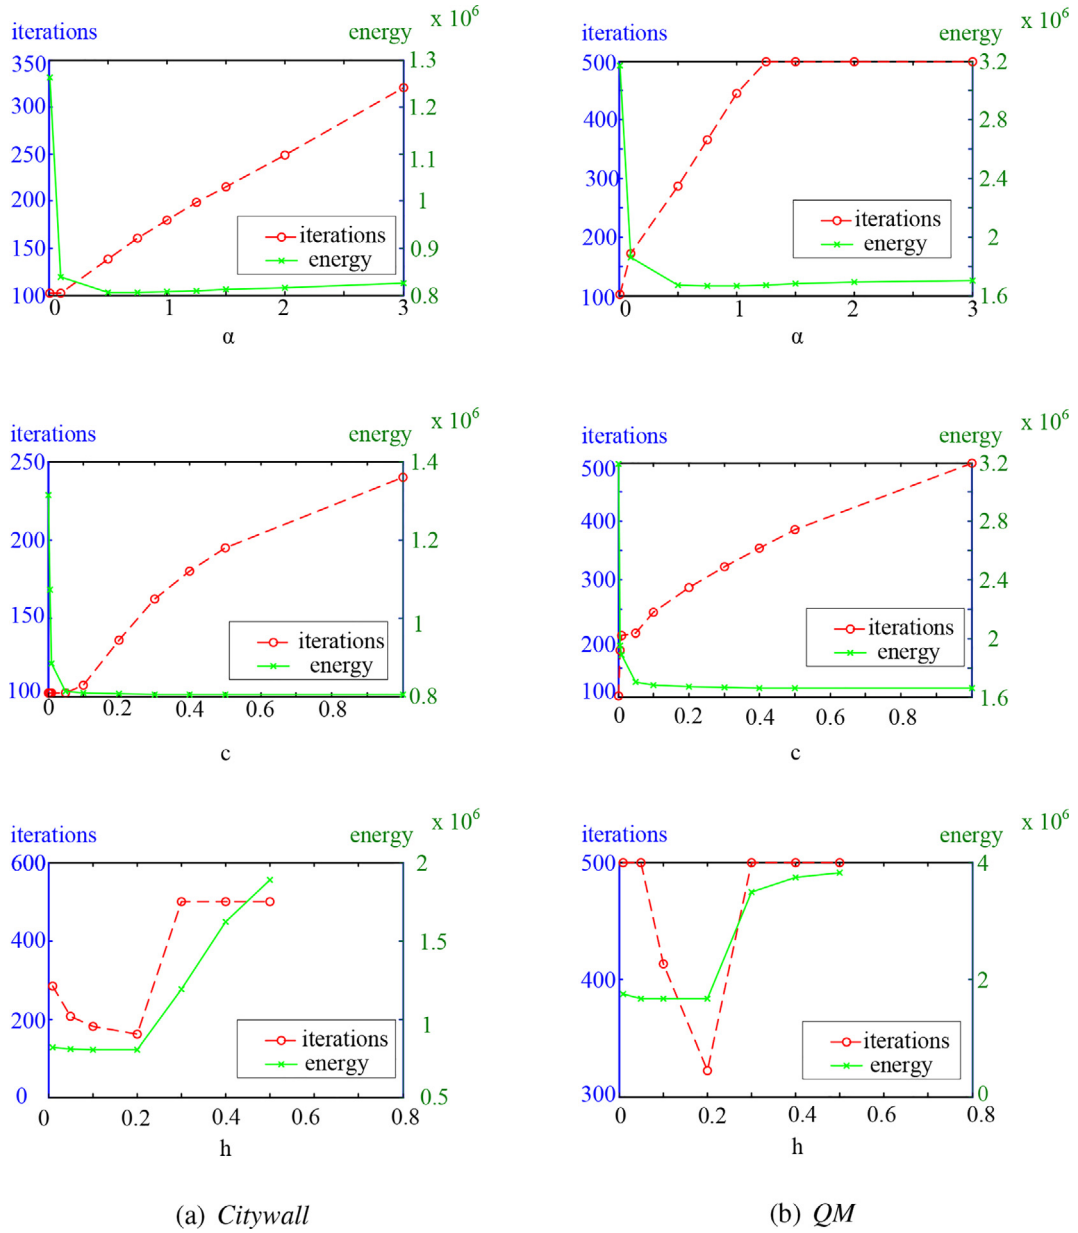 iterations energy x 10^6
350 1.3
300 1.2
250 1.1
200 1
150 0.9
100 0.8
iterations
energy
0 1 2 3
α
iterations energy x 10^6
500 3.2
400 2.8
300 2.4
200 2
100 1.6
iterations
energy
0 1 2 3
α
iterations energy x 10^6
250 1.4
200 1.2
150 1
100 0.8
iterations
energy
0 0.2 0.4 0.6 0.8
c
iterations energy x 10^6
500 3.2
400 2.8
300 2.4
200 2
100 1.6
iterations
energy
0 0.2 0.4 0.6 0.8
c
iterations energy x 10^6
600 2
400 1.5
200 1
0 0.5
iterations
energy
0 0.2 0.4 0.6 0.8
h
iterations energy x 10^6
500 4
400 2
300 0
iterations
energy
0 0.2 0.4 0.6 0.8
h
(a) Citywall
(b) QM